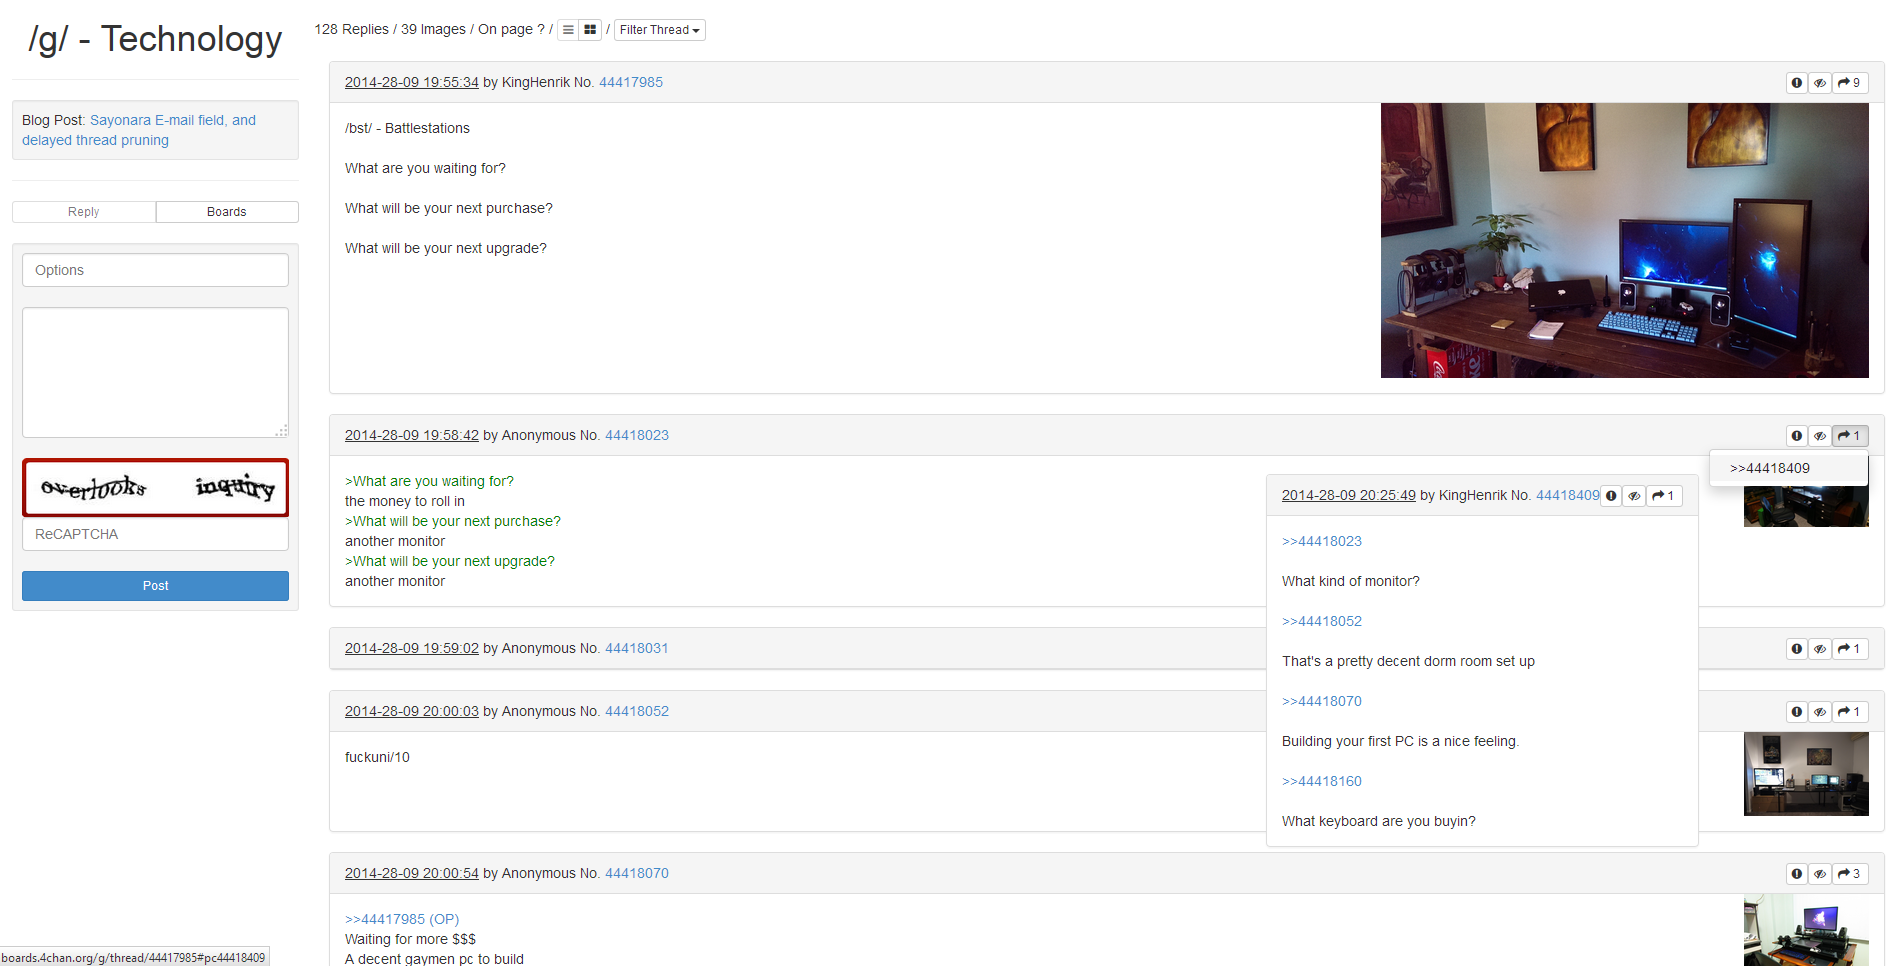 /g/ - Technology
Blog Post: Sayonara E-mail field, and
delayed thread pruning
Reply
Boards
Options
overlooks inquiry
ReCAPTCHA
Post
128 Replies / 39 Images / On page ? / / Filter Thread
2014-28-09 19:55:34 by KingHenrik No. 44417985
9
/bst/ - Battlestations
What are you waiting for?
What will be your next purchase?
What will be your next upgrade?
2014-28-09 19:58:42 by Anonymous No. 44418023
1
>>44418409
>What are you waiting for?
the money to roll in
>What will be your next purchase?
another monitor
>What will be your next upgrade?
another monitor
2014-28-09 20:25:49 by KingHenrik No. 44418409
1
>>44418023
What kind of monitor?
>>44418052
That's a pretty decent dorm room set up
>>44418070
Building your first PC is a nice feeling.
>>44418160
What keyboard are you buyin?
2014-28-09 19:59:02 by Anonymous No. 44418031
1
2014-28-09 20:00:03 by Anonymous No. 44418052
1
fuckuni/10
2014-28-09 20:00:54 by Anonymous No. 44418070
3
>>44417985 (OP)
Waiting for more $$$
A decent gaymen pc to build
boards.4chan.org/g/thread/44417985#pc44418409